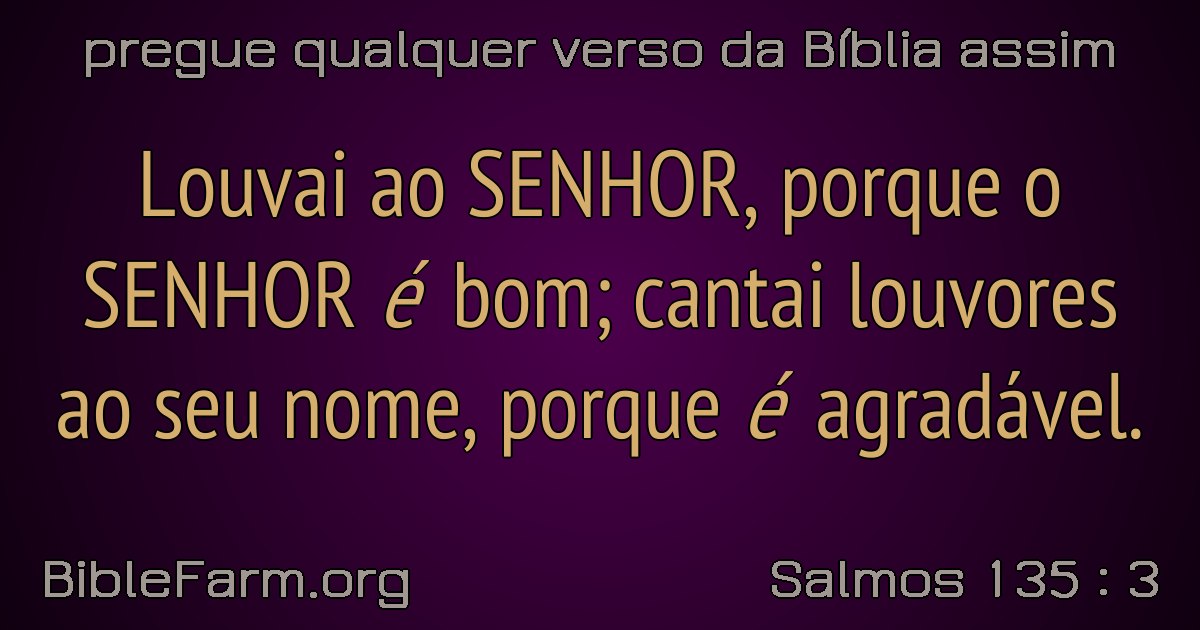 pregue qualquer verso da Bíblia assim
Louvai ao SENHOR, porque o
SENHOR é bom; cantai louvores
ao seu nome, porque é agradável.
BibleFarm.org
Salmos 135 : 3